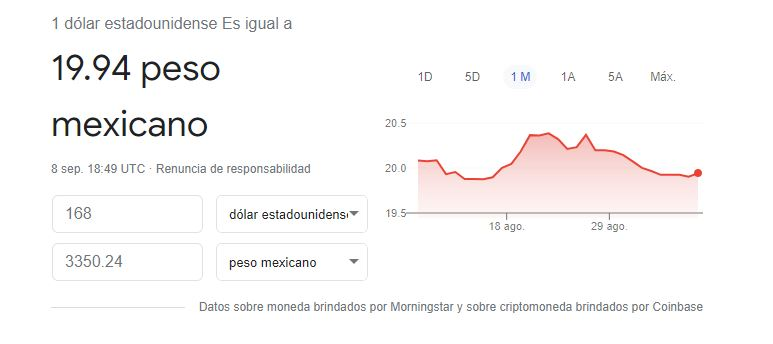 1 dólar estadounidense Es igual a
19.94 peso
mexicano
8 sep. 18:49 UTC · Renuncia de responsabilidad
168
dólar estadounidens
3350.24
peso mexicano
1D 5D 1 M 1A 5A Máx.
20.5
20.0
19.5
18 ago. 29 ago.
Datos sobre moneda brindados por Morningstar y sobre criptomoneda brindados por Coinbase